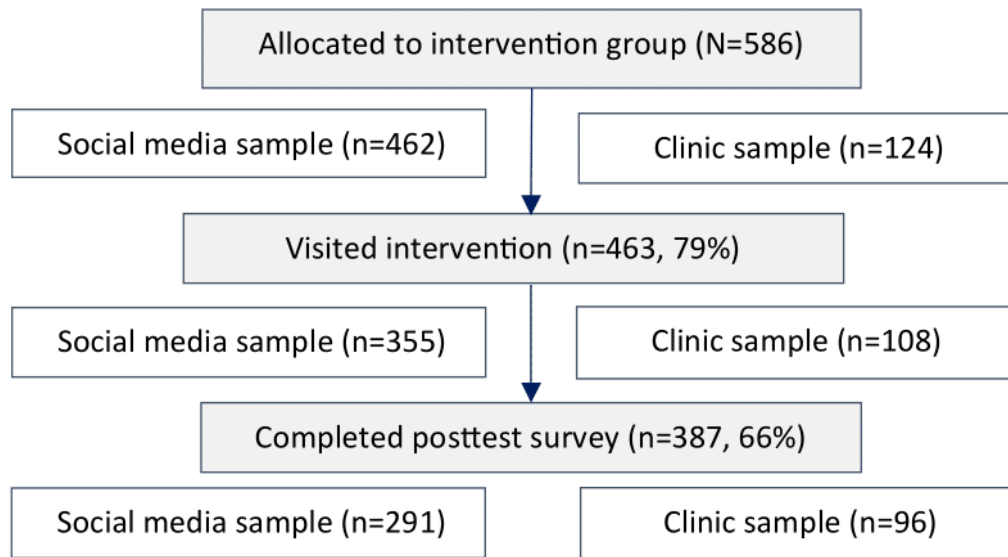 Allocated to intervention group (N=586)
Social media sample (n=462)
Clinic sample (n=124)
Visited intervention (n=463, 79%)
Social media sample (n=355)
Clinic sample (n=108)
Completed posttest survey (n=387, 66%)
Social media sample (n=291)
Clinic sample (n=96)